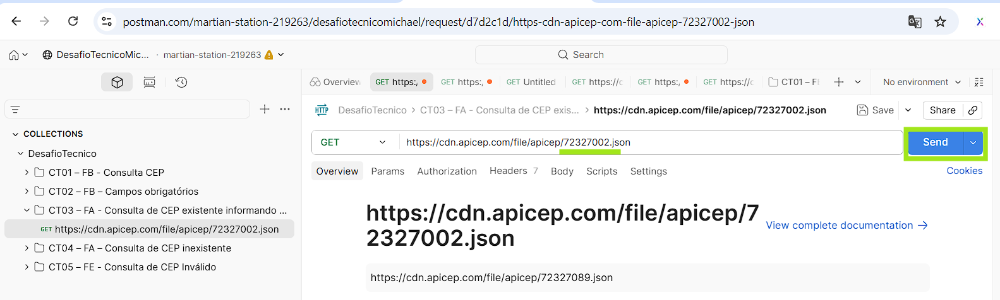 postman.com/martian-station-219263/desafiotecnicomichael/request/d7d2c1d/https-cdn-apicep-com-file-apicep-72327002-json
DesafioTecnicoMic... · martian-station-219263
Search
Overview
GET https:/
GET https:/
GET Untitled
GET https://c
GET https:/
GET https://c
CT01 – F
No environment
COLLECTIONS
DesafioTecnico
CT01 – FB - Consulta CEP
CT02 – FB – Campos obrigatórios
CT03 – FA - Consulta de CEP existente informando ...
GET https://cdn.apicep.com/file/apicep/72327002.json
CT04 – FA – Consulta de CEP inexistente
CT05 – FE - Consulta de CEP Inválido
HTTP DesafioTecnico > CT03 – FA - Consulta de CEP exis... > https://cdn.apicep.com/file/apicep/72327002.json
Save
Share
GET https://cdn.apicep.com/file/apicep/72327002.json
Send
Overview Params Authorization Headers 7 Body Scripts Settings
Cookies
https://cdn.apicep.com/file/apicep/7
2327002.json
View complete documentation →
https://cdn.apicep.com/file/apicep/72327089.json